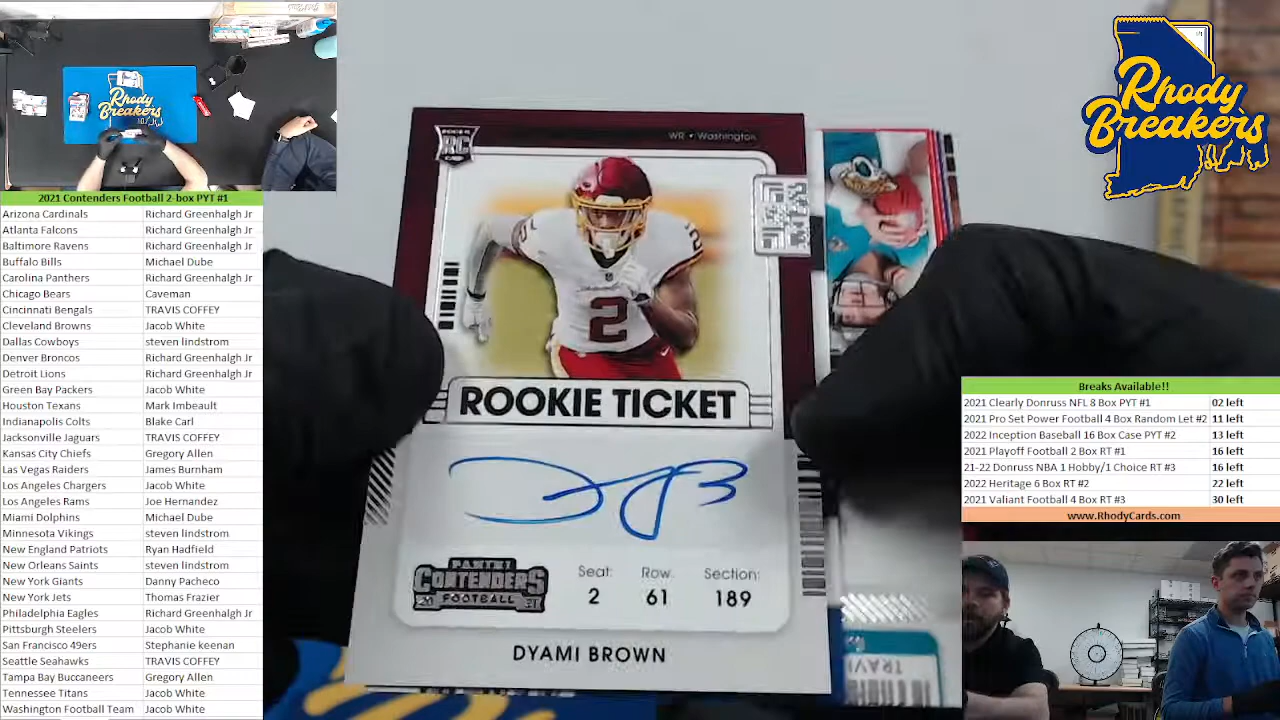 Rhody
Breakers
2021 Contenders Football 2-box PYT #1
Arizona Cardinals Richard Greenhalgh Jr
Atlanta Falcons Richard Greenhalgh Jr
Baltimore Ravens Richard Greenhalgh Jr
Buffalo Bills Michael Dube
Carolina Panthers Richard Greenhalgh Jr
Chicago Bears Caveman
Cincinnati Bengals TRAVIS COFFEY
Cleveland Browns Jacob White
Dallas Cowboys steven lindstrom
Denver Broncos Richard Greenhalgh Jr
Detroit Lions Richard Greenhalgh Jr
Green Bay Packers Jacob White
Houston Texans Mark Imbeault
Indianapolis Colts Blake Carl
Jacksonville Jaguars TRAVIS COFFEY
Kansas City Chiefs Gregory Allen
Las Vegas Raiders James Burnham
Los Angeles Chargers Jacob White
Los Angeles Rams Joe Hernandez
Miami Dolphins Michael Dube
Minnesota Vikings steven lindstrom
New England Patriots Ryan Hadfield
New Orleans Saints steven lindstrom
New York Giants Danny Pacheco
New York Jets Thomas Frazier
Philadelphia Eagles Richard Greenhalgh Jr
Pittsburgh Steelers Jacob White
San Francisco 49ers Stephanie keenan
Seattle Seahawks TRAVIS COFFEY
Tampa Bay Buccaneers Gregory Allen
Tennessee Titans Jacob White
Washington Football Team Jacob White
RC
WR • Washington
2
2
ROOKIE TICKET
PANINI
CONTENDERS
20 FOOTBALL 21
Seat: Row: Section:
2 61 189
DYAMI BROWN
TRAVI
Rhody
Breakers
Breaks Available!!
2021 Clearly Donruss NFL 8 Box PYT #1 02 left
2021 Pro Set Power Football 4 Box Random Let #2 11 left
2022 Inception Baseball 16 Box Case PYT #2 13 left
2021 Playoff Football 2 Box RT #1 16 left
21-22 Donruss NBA 1 Hobby/1 Choice RT #3 16 left
2022 Heritage 6 Box RT #2 22 left
2021 Valiant Football 4 Box RT #3 30 left
www.RhodyCards.com